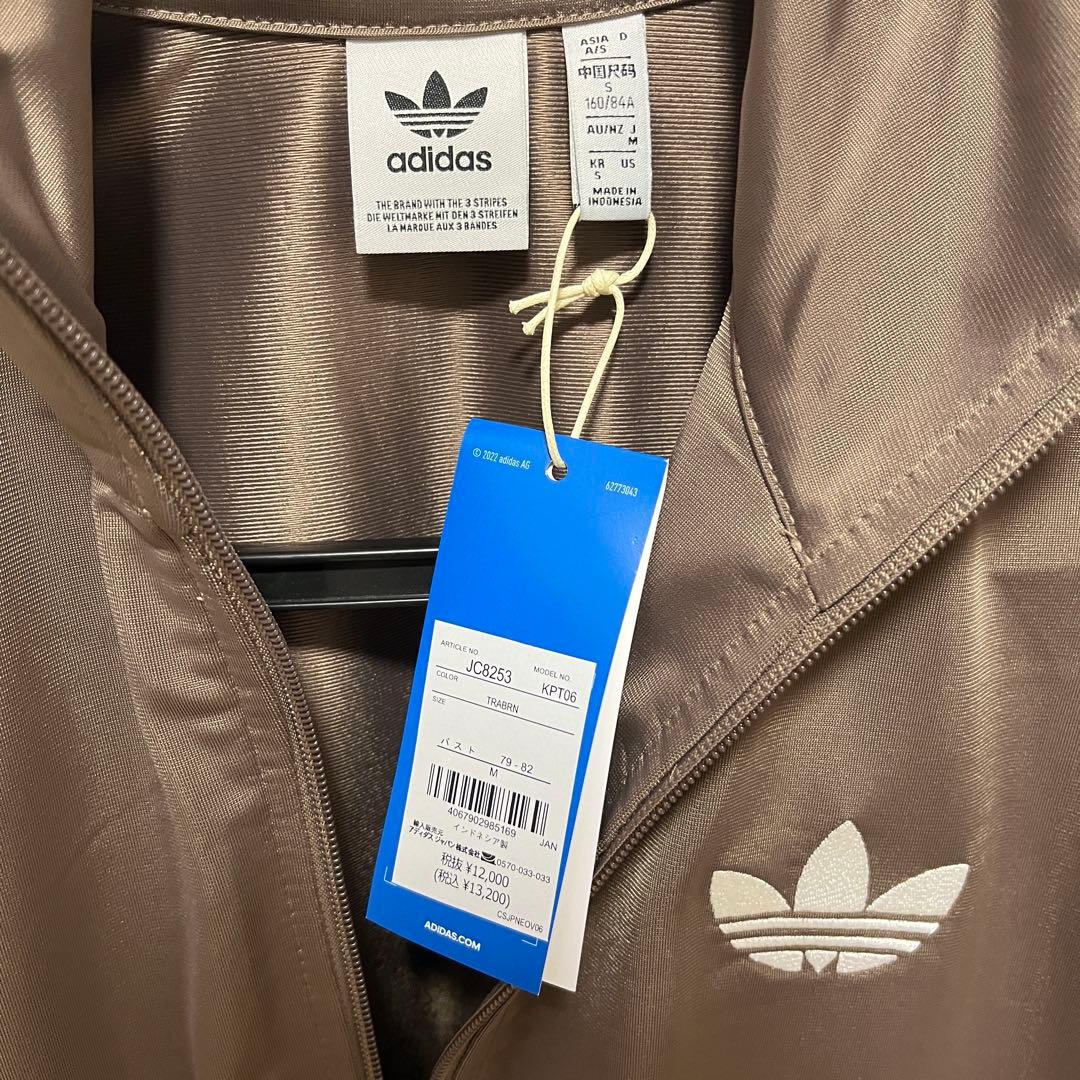 adidas
THE BRAND WITH THE 3 STRIPES
DIE WELTMARKE MIT DEN 3 STREIFEN
LA MARQUE AUX 3 BANDES
ASIA D
A/S
中国尺码
S
160/84A
AU/NZ J
M
KR US
S
MADE IN
INDONESIA
© 2022 adidas AG
62773043
ARTICLE NO.
JC8253
MODEL NO.
KPT06
COLOR
TRABRN
SIZE
バスト 79 - 82
M
4067902985169
JAN
輸入販売元 インドネシア製
アディダス ジャパン株式会社 0570-033-033
税抜 ¥12,000
(税込 ¥13,200)
CSJPNEOV06
ADIDAS.COM